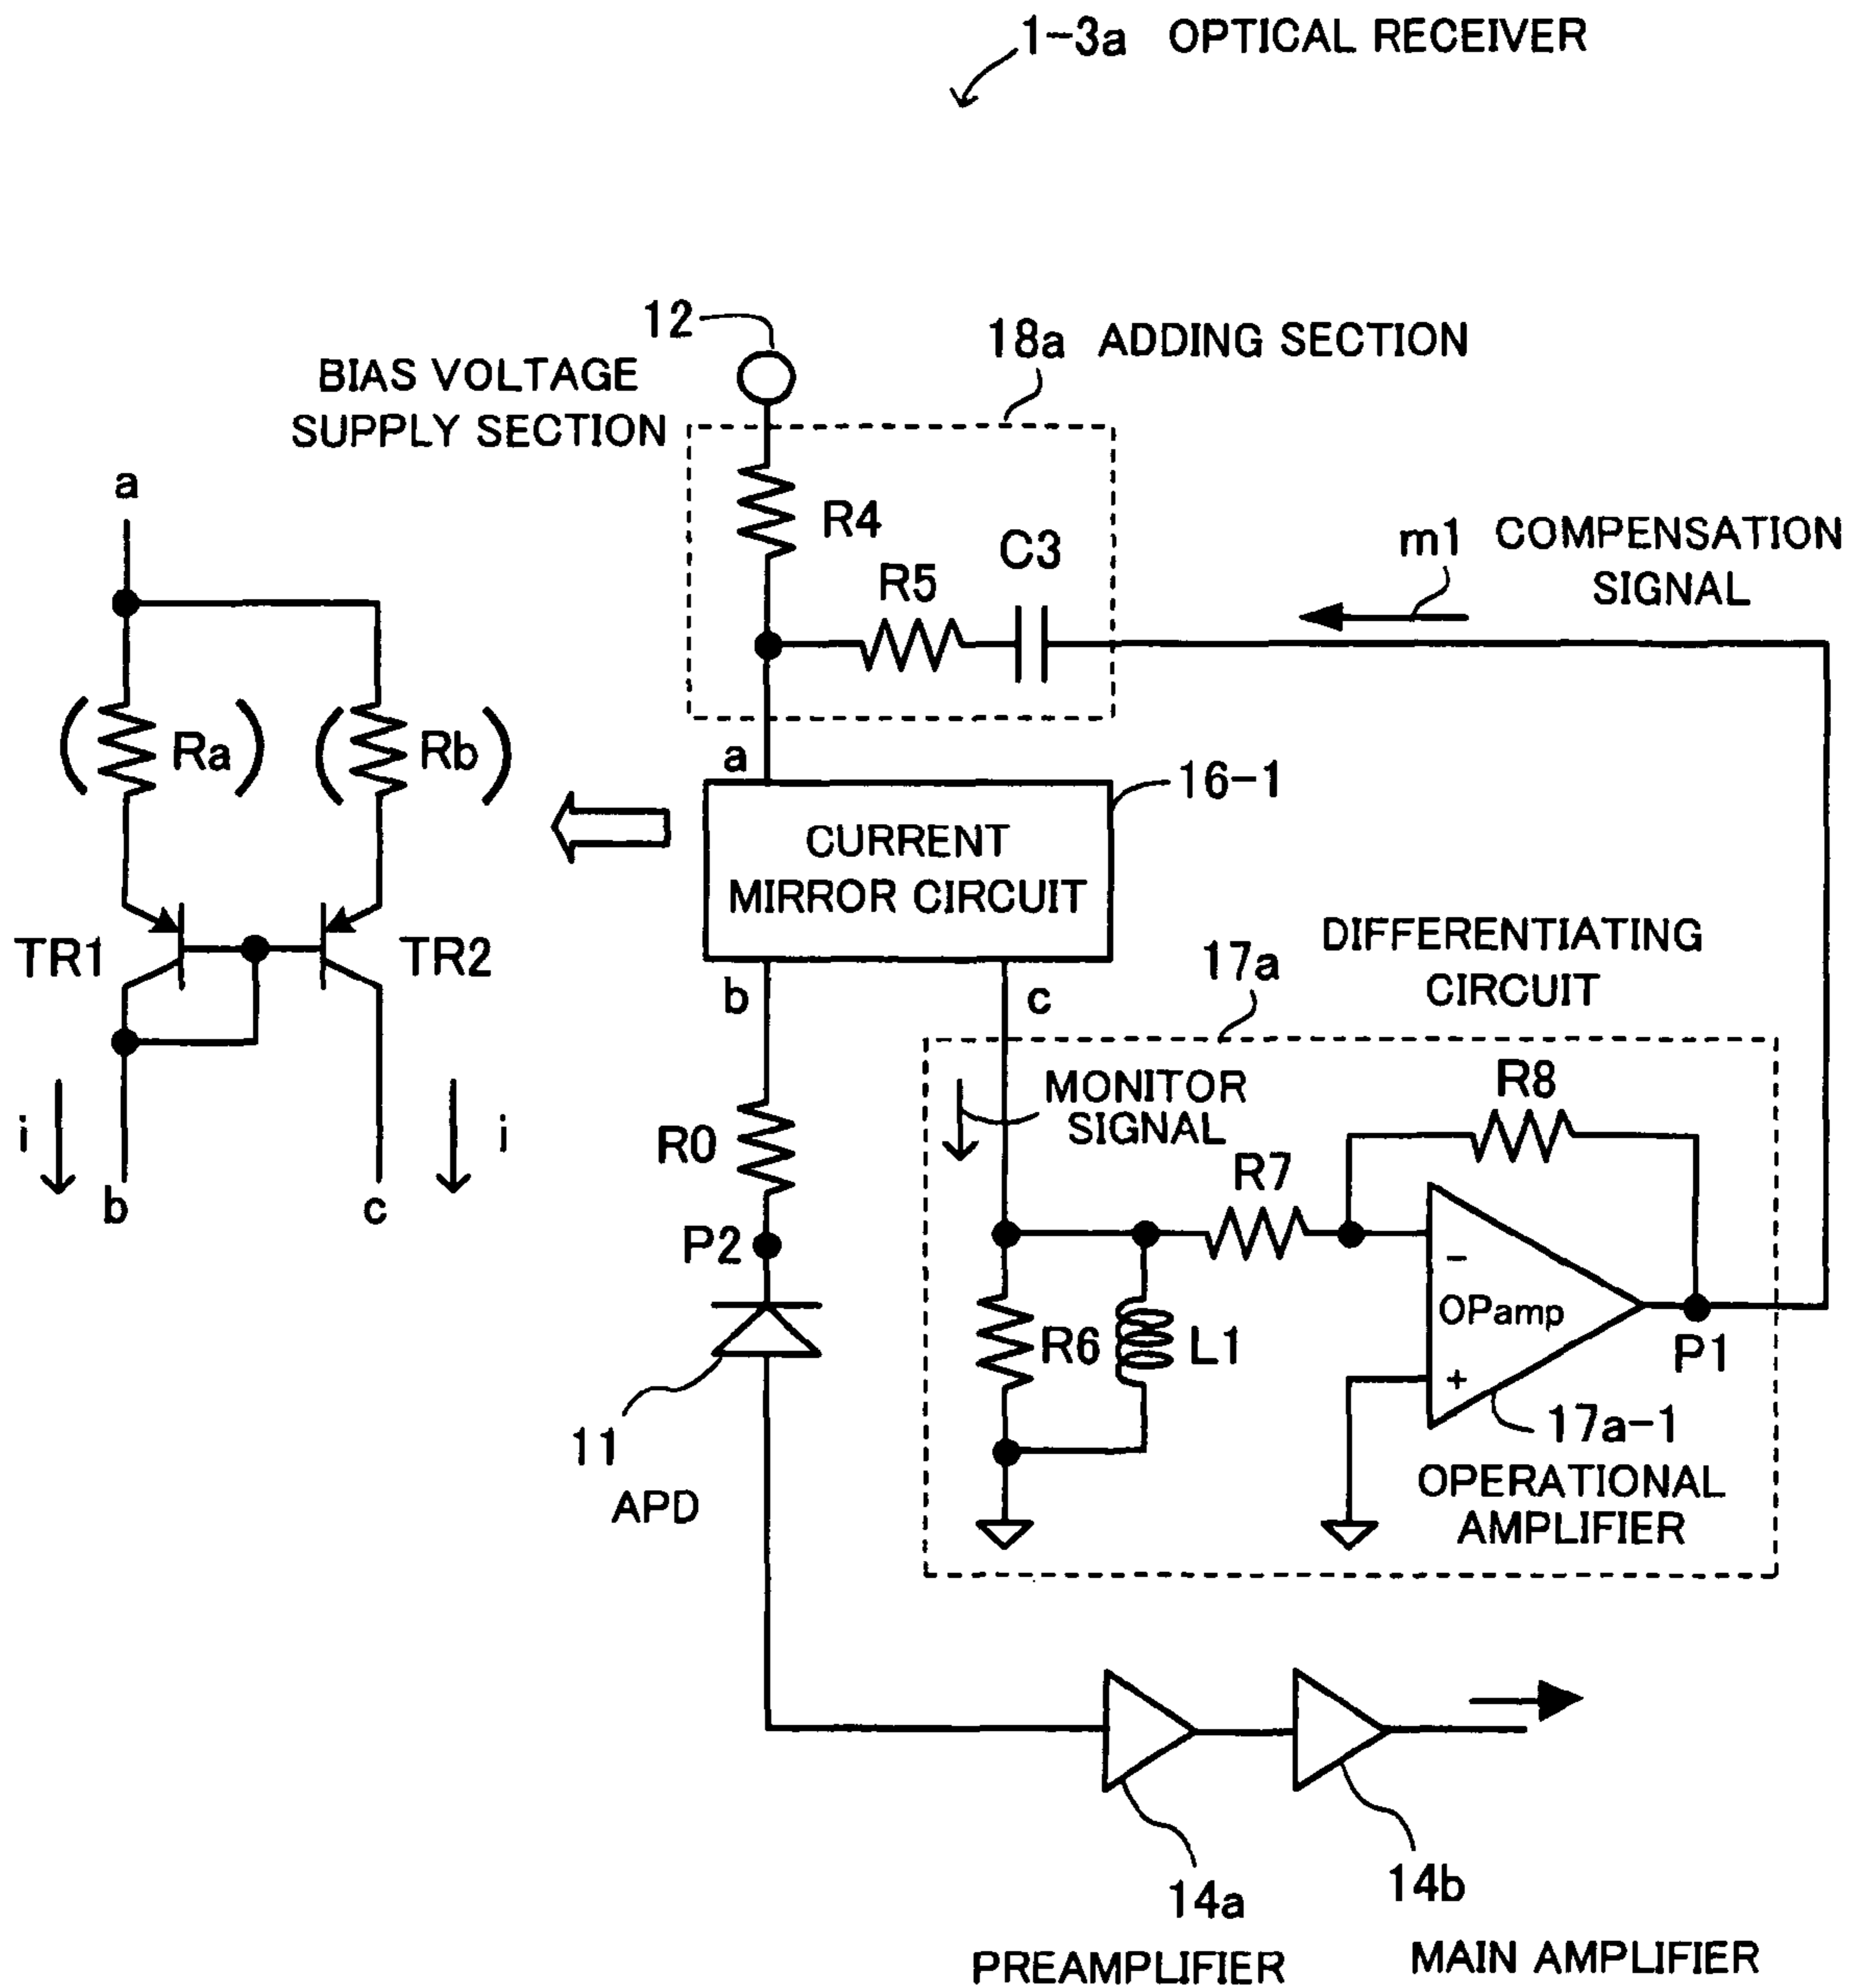 1-3a OPTICAL RECEIVER
12
18a ADDING SECTION
BIAS VOLTAGE
SUPPLY SECTION
a
R4
C3
R5
m1 COMPENSATION
SIGNAL
(Ra)
(Rb)
a
16-1
CURRENT
MIRROR CIRCUIT
TR1
TR2
b
c
17a
DIFFERENTIATING
CIRCUIT
i
i
b
c
MONITOR
SIGNAL
R8
R0
R7
P2
-
OPamp
+
R6
L1
P1
11
APD
17a-1
OPERATIONAL
AMPLIFIER
14a
PREAMPLIFIER
14b
MAIN AMPLIFIER